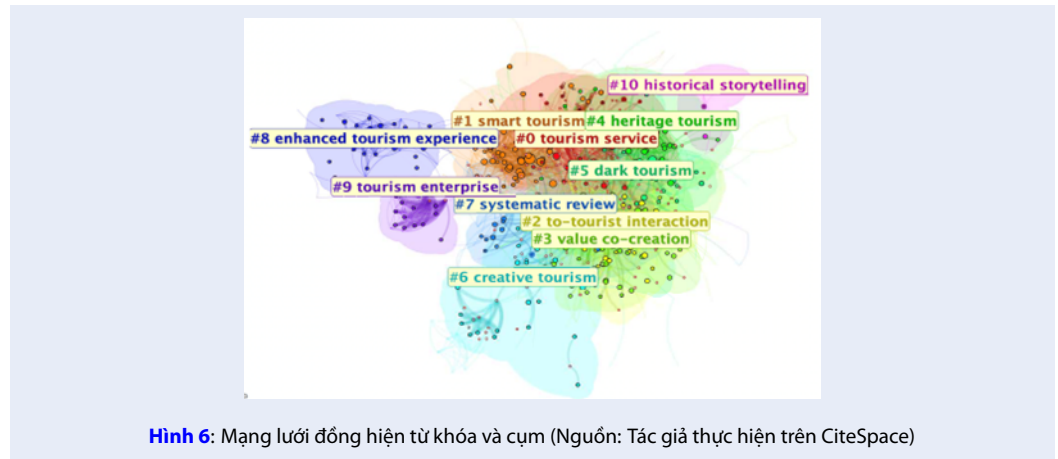 #10 historical storytelling
#1 smart tourism
#4 heritage tourism
#8 enhanced tourism experience
#0 tourism service
#5 dark tourism
#9 tourism enterprise
#7 systematic review
#2 to-tourist interaction
#3 value co-creation
#6 creative tourism
Hình 6: Mạng lưới đồng hiện từ khóa và cụm (Nguồn: Tác giả thực hiện trên CiteSpace)